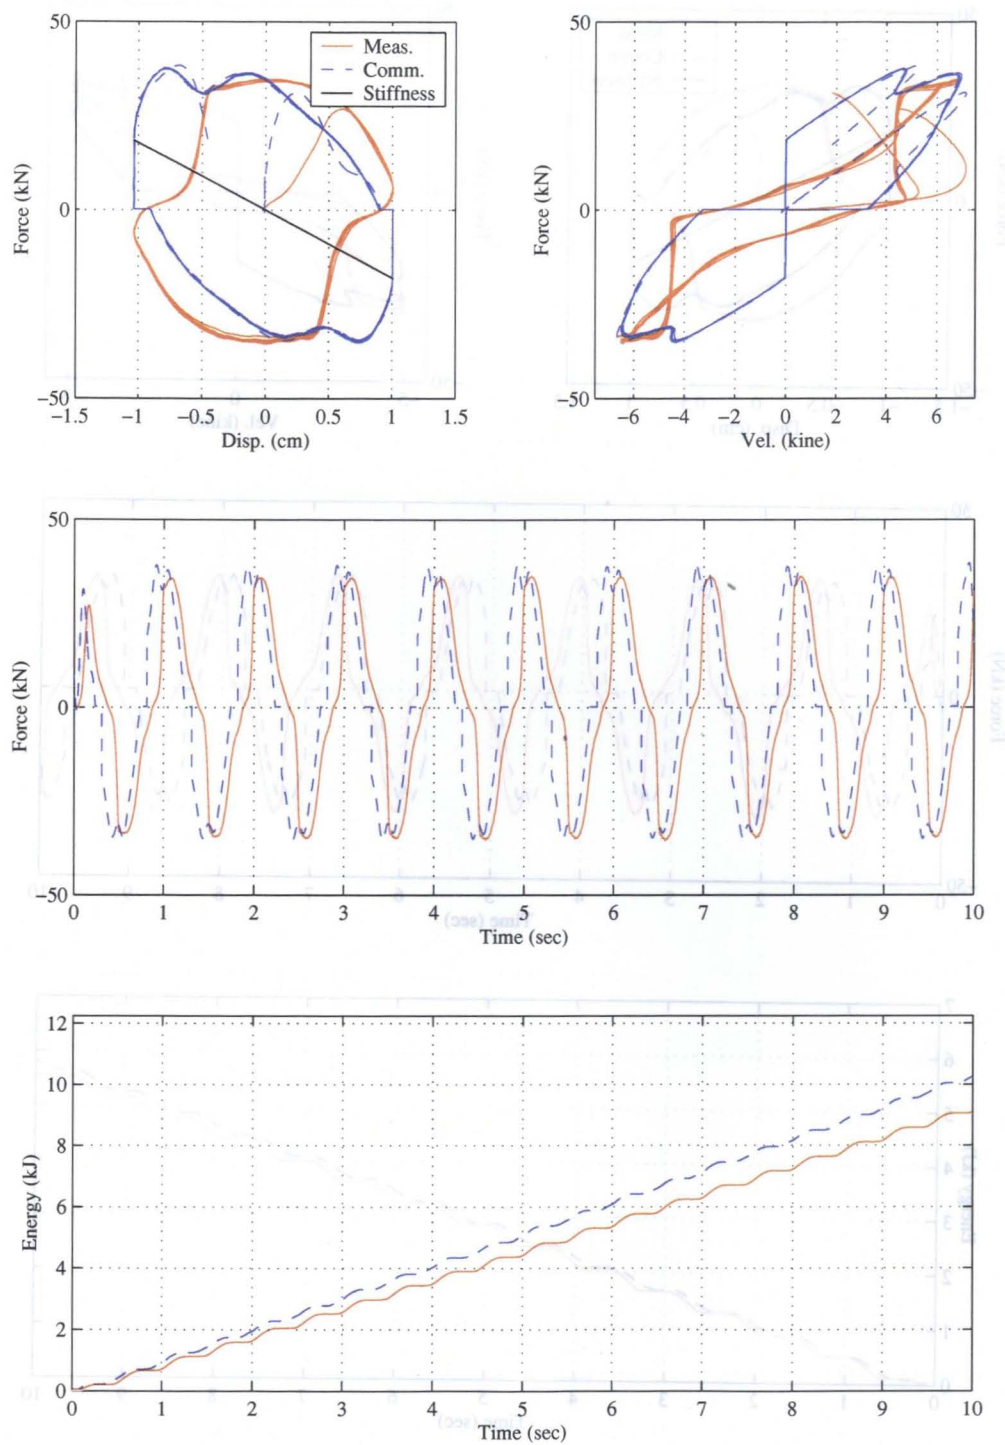 50
0
−50
Force (kN)
Meas.
Comm.
Stiffness
−1.5 −1 −0.5 0 0.5 1 1.5
Disp. (cm)
50
0
−50
Force (kN)
−6 −4 −2 0 2 4 6
Vel. (kine)
50
0
−50
Force (kN)
0 1 2 3 4 5 6 7 8 9 10
Time (sec)
12
10
8
6
4
2
0
Energy (kJ)
0 1 2 3 4 5 6 7 8 9 10
Time (sec)